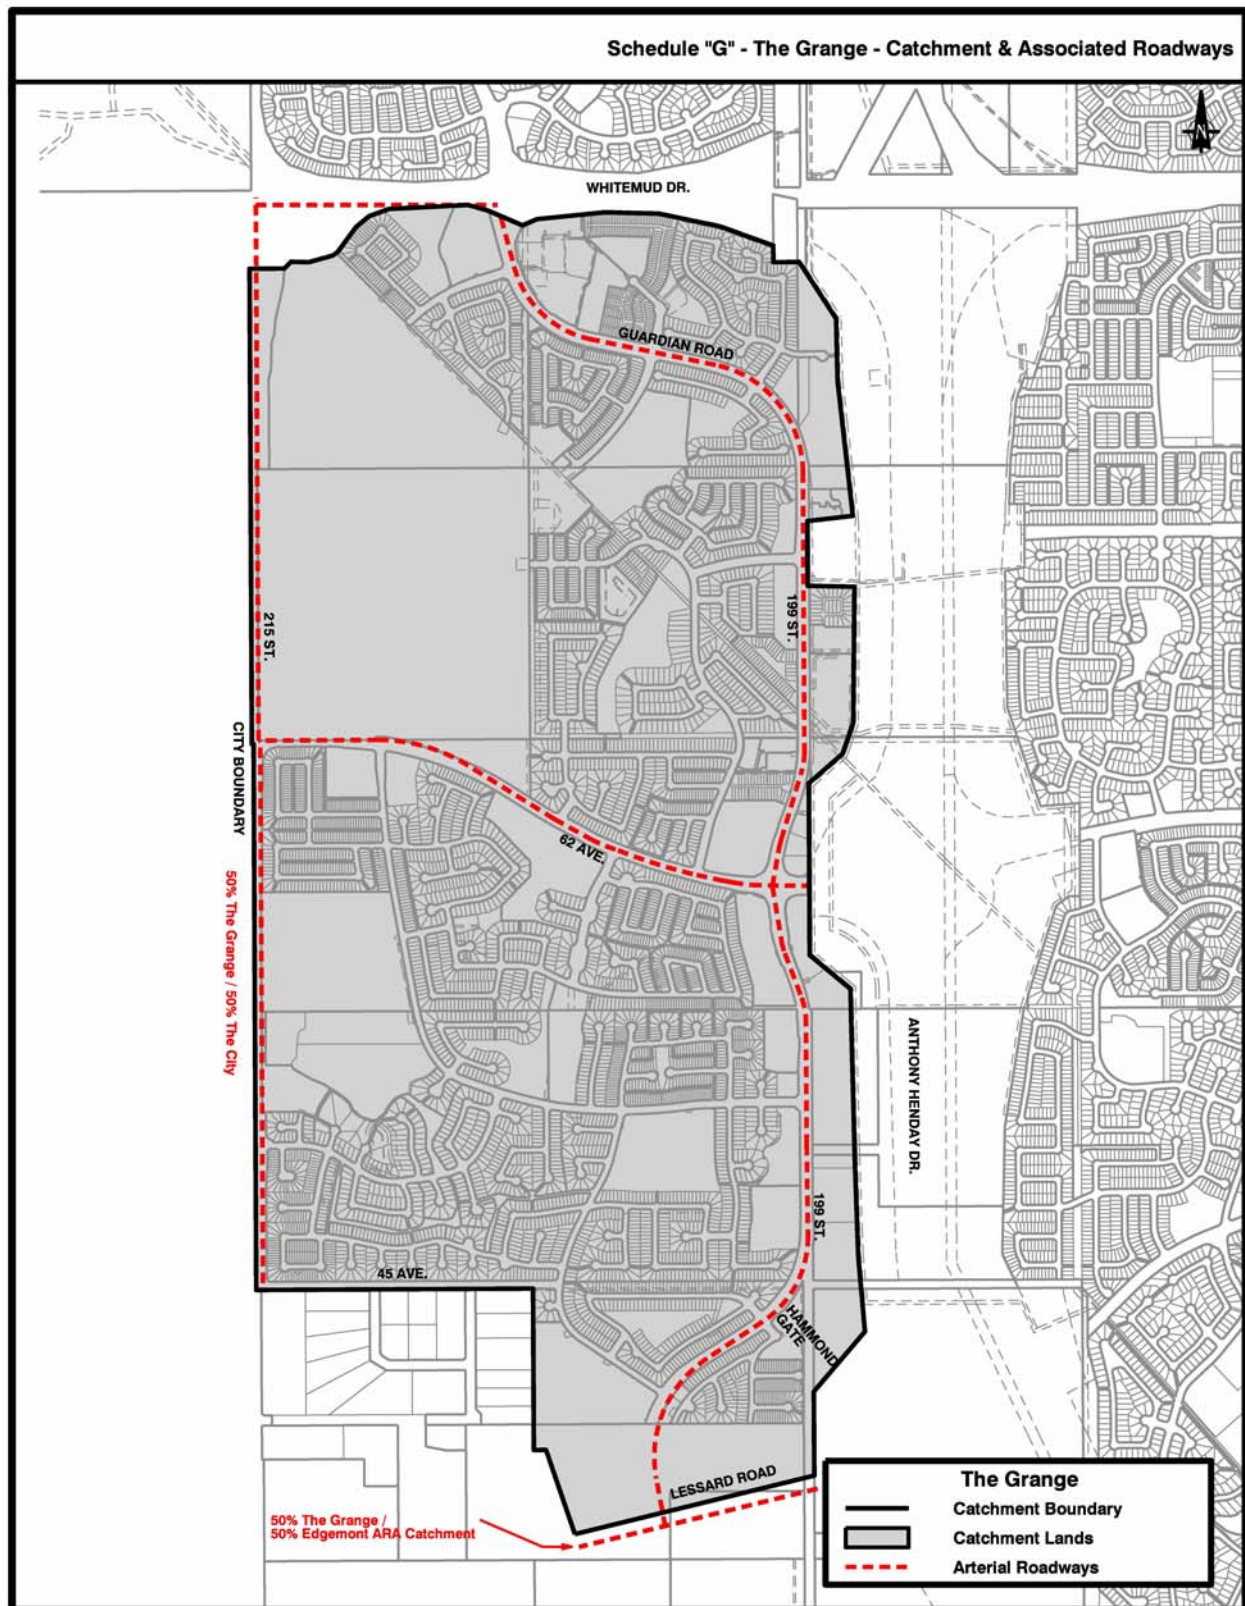 Schedule "G" - The Grange - Catchment & Associated Roadways
N
WHITEMUD DR.
GUARDIAN ROAD
199 ST.
215 ST.
CITY BOUNDARY
62 AVE.
50% The Grange / 50% The City
ANTHONY HENDAY DR.
199 ST.
45 AVE.
HAMMOND
GATE
LESSARD ROAD
50% The Grange /
50% Edgemont ARA Catchment
The Grange
Catchment Boundary
Catchment Lands
Arterial Roadways